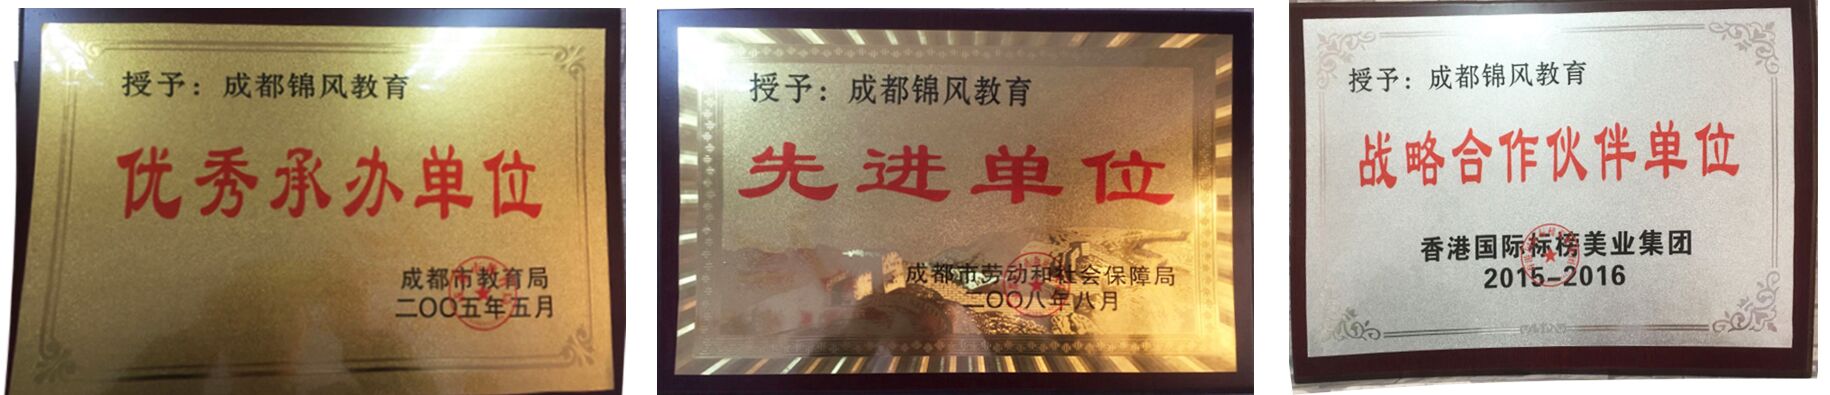 授予：成都锦风教育
优秀承办单位
成都市教育局
二〇〇五年五月
授予：成都锦风教育
先进单位
成都市劳动和社会保障局
二〇〇八年八月
授予：成都锦风教育
战略合作伙伴单位
香港国际标榜美业集团
2015-2016